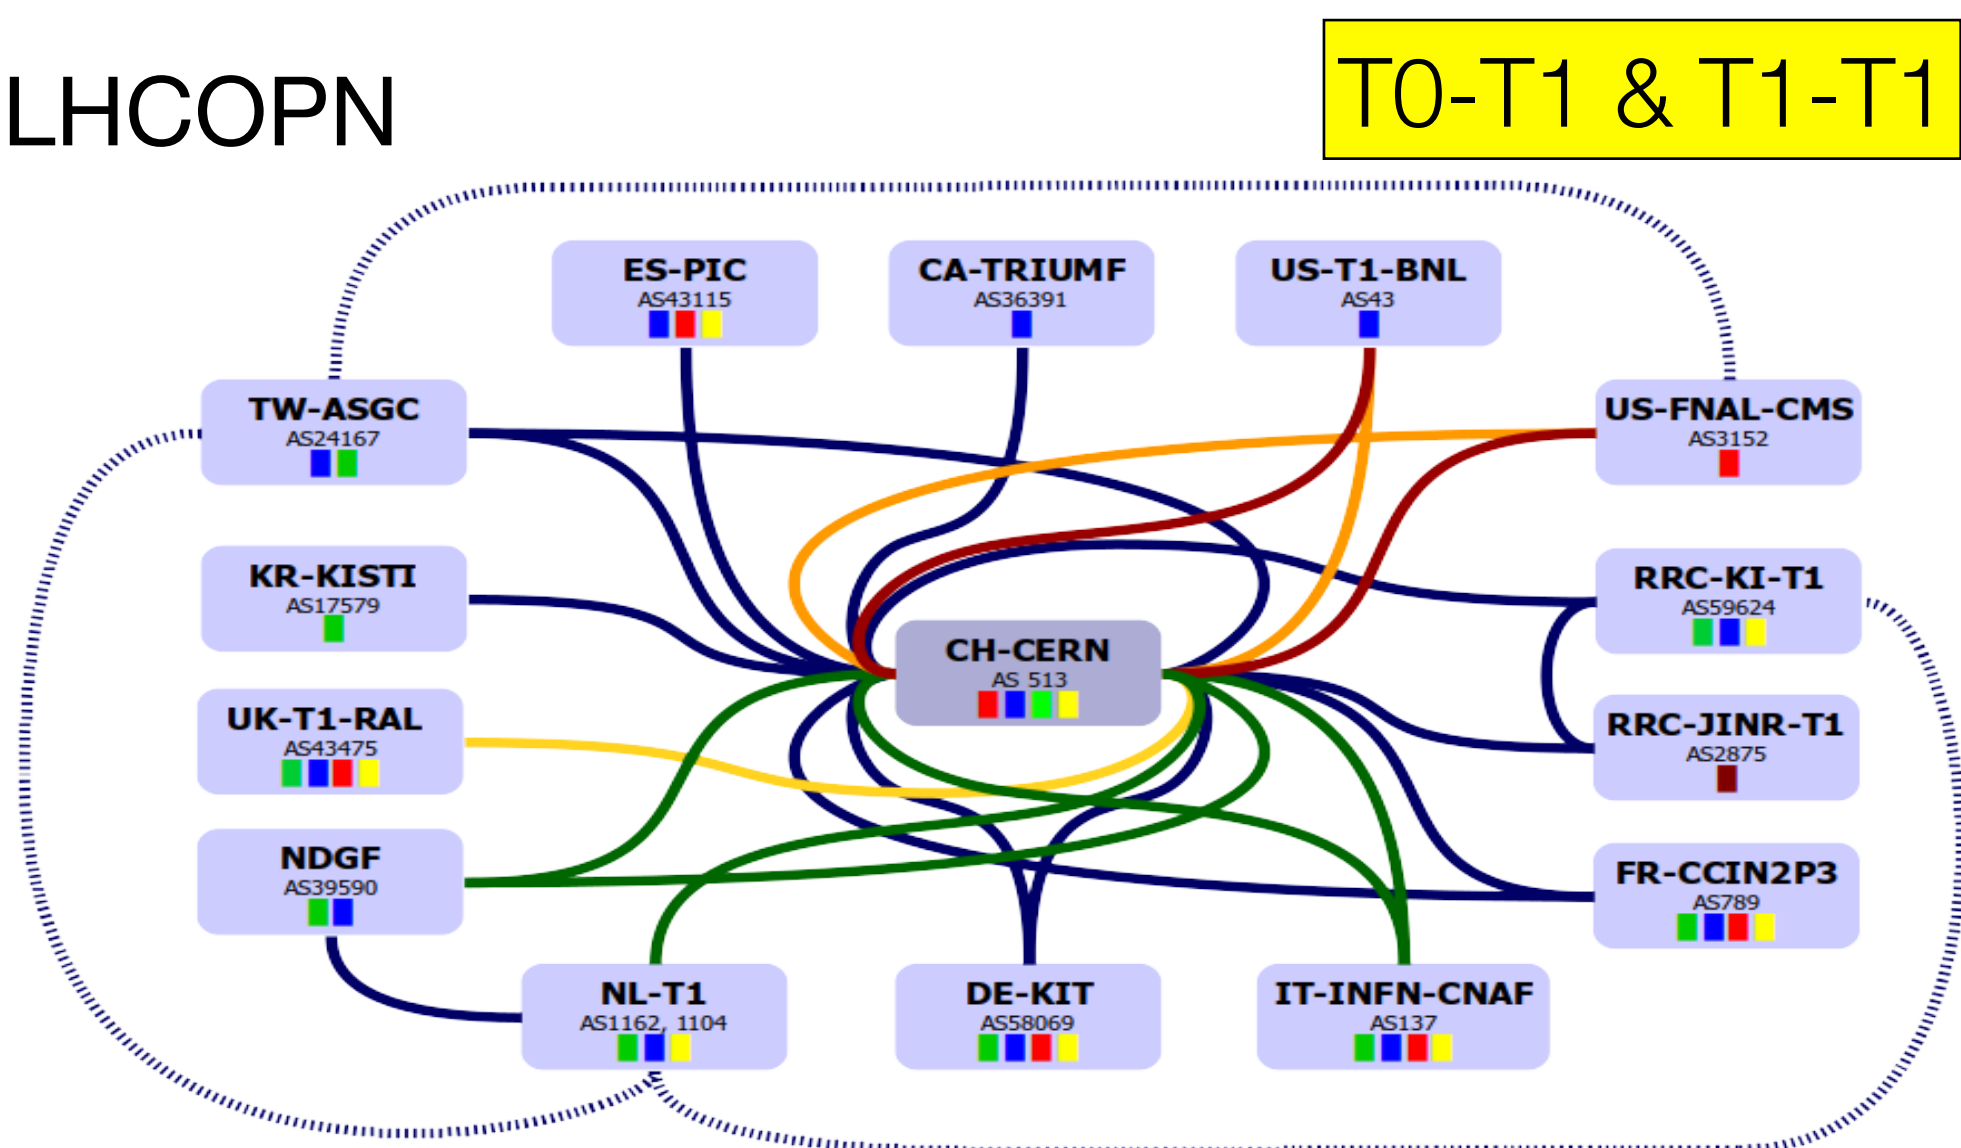 LHCOPN
T0-T1 & T1-T1
ES-PIC
AS43115
CA-TRIUMF
AS36391
US-T1-BNL
AS43
TW-ASGC
AS24167
US-FNAL-CMS
AS3152
KR-KISTI
AS17579
RRC-KI-T1
AS59624
CH-CERN
AS 513
UK-T1-RAL
AS43475
RRC-JINR-T1
AS2875
NDGF
AS39590
FR-CCIN2P3
AS789
NL-T1
AS1162, 1104
DE-KIT
AS58069
IT-INFN-CNAF
AS137